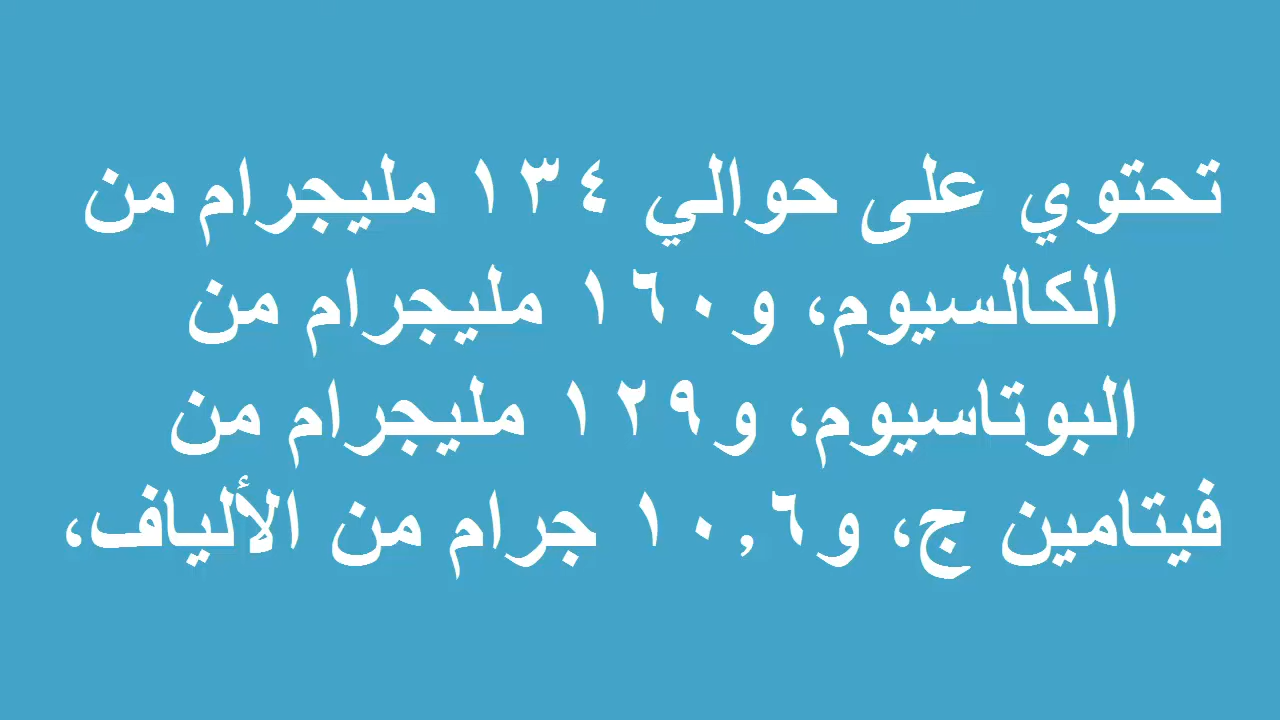 تحتوي على حوالي ١٣٤ مليجرام من
الكالسيوم، و١٦٠ مليجرام من
البوتاسيوم، و١٢٩ مليجرام من
فيتامين ج، و١٠,٦ جرام من الألياف،